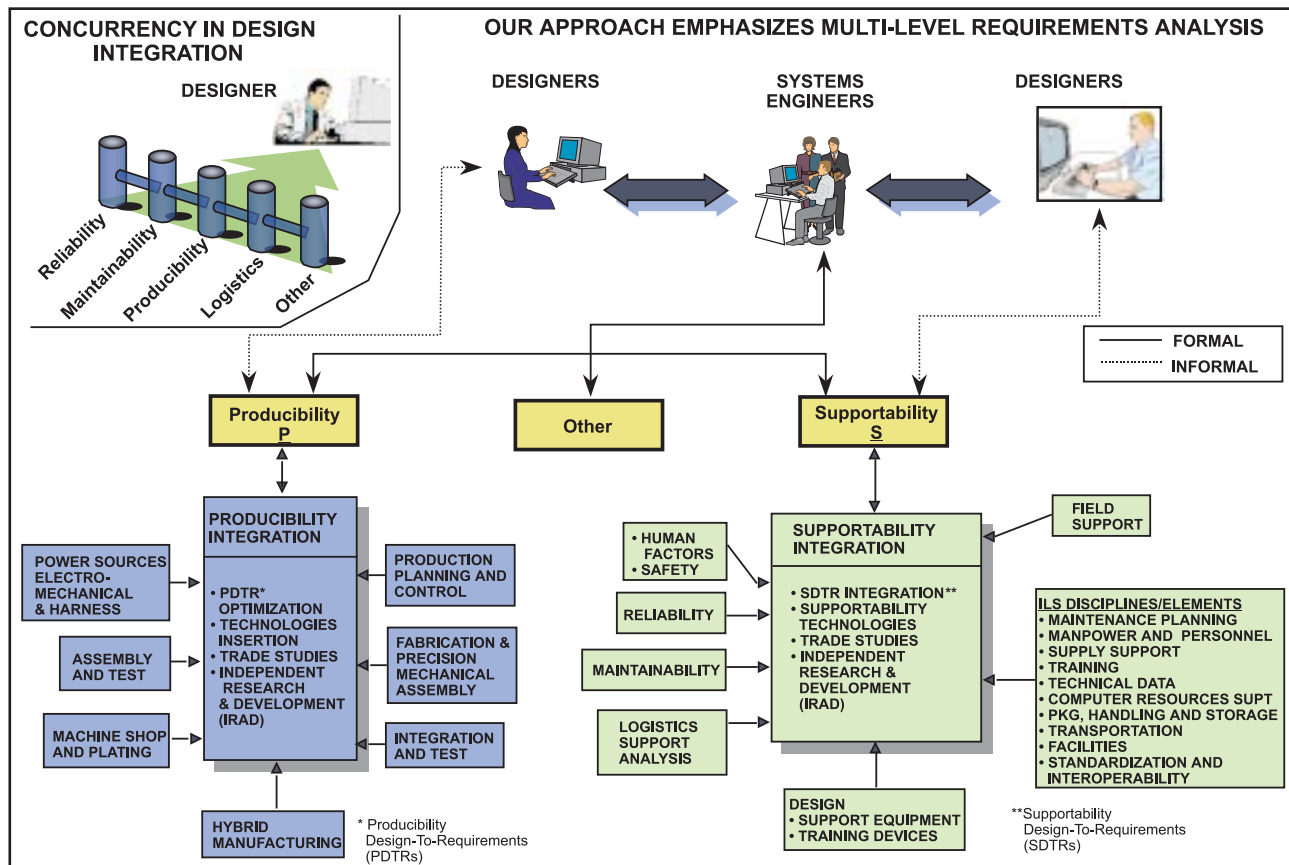 CONCURRENCY IN DESIGN
INTEGRATION
DESIGNER
Reliability
Maintainability
Producibility
Logistics
Other
OUR APPROACH EMPHASIZES MULTI-LEVEL REQUIREMENTS ANALYSIS
DESIGNERS
SYSTEMS
ENGINEERS
DESIGNERS
FORMAL
INFORMAL
Producibility
P
Other
Supportability
S
PRODUCIBILITY
INTEGRATION
• PDTR*
OPTIMIZATION
• TECHNOLOGIES
INSERTION
• TRADE STUDIES
• INDEPENDENT
RESEARCH
& DEVELOPMENT
(IRAD)
POWER SOURCES
ELECTRO-
MECHANICAL
& HARNESS
ASSEMBLY
AND TEST
MACHINE SHOP
AND PLATING
PRODUCTION
PLANNING AND
CONTROL
FABRICATION &
PRECISION
MECHANICAL
ASSEMBLY
INTEGRATION
AND TEST
HYBRID
MANUFACTURING
* Producibility
Design-To-Requirements
(PDTRs)
SUPPORTABILITY
INTEGRATION
• SDTR INTEGRATION**
• SUPPORTABILITY
TECHNOLOGIES
• TRADE STUDIES
• INDEPENDENT
RESEARCH &
DEVELOPMENT
(IRAD)
• HUMAN
FACTORS
• SAFETY
RELIABILITY
MAINTAINABILITY
LOGISTICS
SUPPORT
ANALYSIS
FIELD
SUPPORT
ILS DISCIPLINES/ELEMENTS
• MAINTENANCE PLANNING
• MANPOWER AND PERSONNEL
• SUPPLY SUPPORT
• TRAINING
• TECHNICAL DATA
• COMPUTER RESOURCES SUPT
• PKG, HANDLING AND STORAGE
• TRANSPORTATION
• FACILITIES
• STANDARDIZATION AND
INTEROPERABILITY
DESIGN
• SUPPORT EQUIPMENT
• TRAINING DEVICES
**Supportability
Design-To-Requirements
(SDTRs)